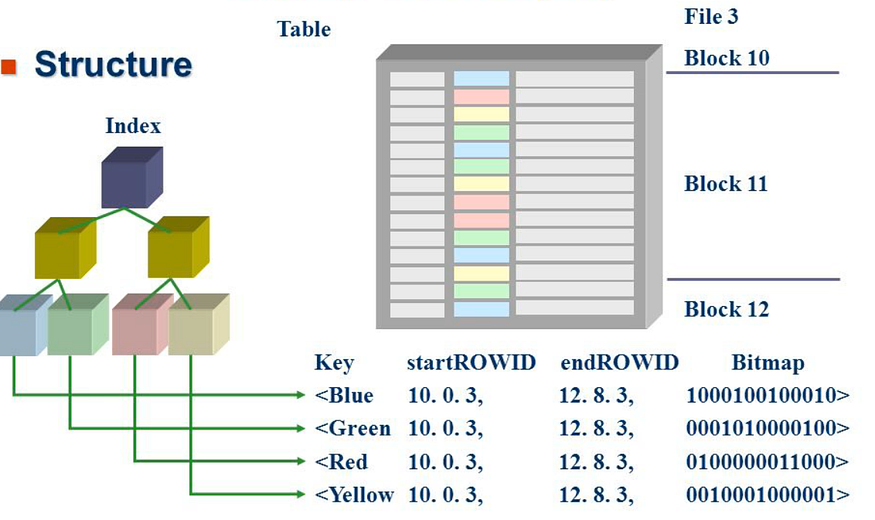 Table
File 3
Structure
Block 10
Index
Block 11
Block 12
Key startROWID endROWID Bitmap
<Blue 10. 0. 3, 12. 8. 3, 1000100100010>
<Green 10. 0. 3, 12. 8. 3, 0001010000100>
<Red 10. 0. 3, 12. 8. 3, 0100000011000>
<Yellow 10. 0. 3, 12. 8. 3, 0010001000001>